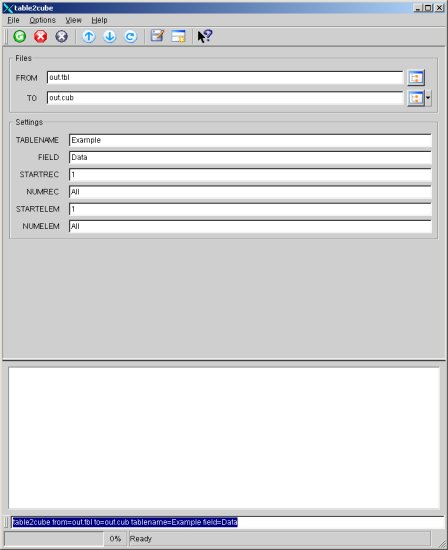 table2cube
File Options View Help
Files
FROM out.tbl
TO out.cub
Settings
TABLENAME Example
FIELD Data
STARTREC 1
NUMREC All
STARTELEM 1
NUMELEM All
table2cube from=out.tbl to=out.cub tablename=Example field=Data
0% Ready